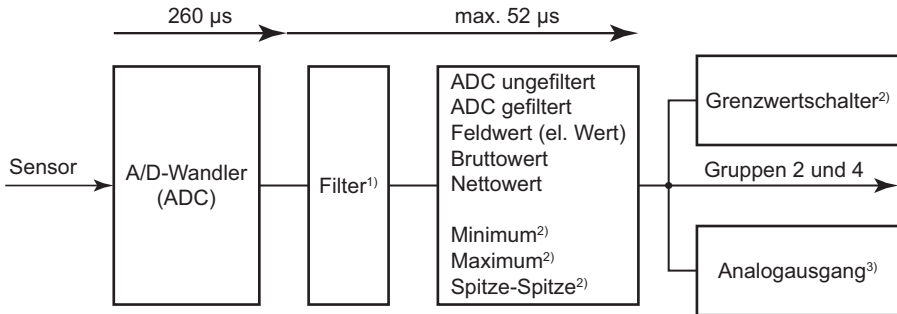 260 µs
max. 52 µs
Sensor
A/D-Wandler
(ADC)
Filter1)
ADC ungefiltert
ADC gefiltert
Feldwert (el. Wert)
Bruttowert
Nettowert
Minimum2)
Maximum2)
Spitze-Spitze2)
Grenzwertschalter2)
Gruppen 2 und 4
Analogausgang3)